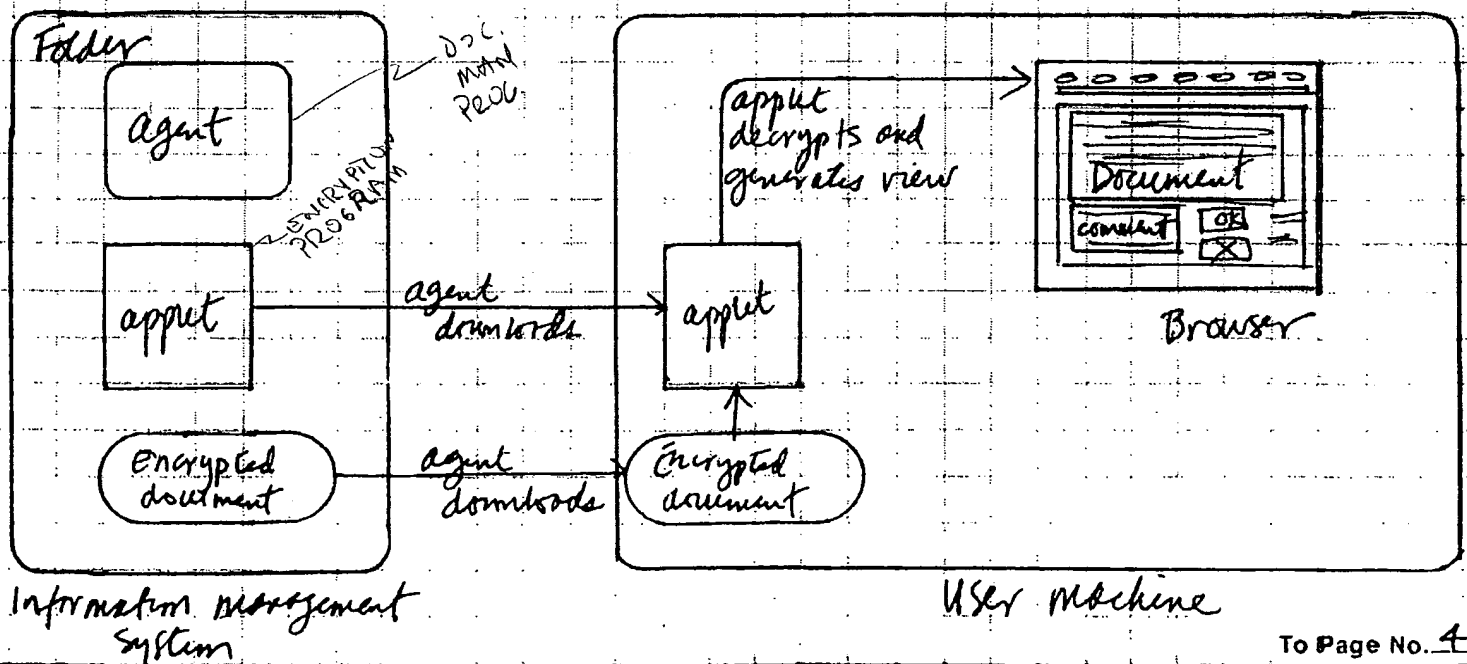 Folder
agent
DOC.
MAN
PROG.
ENCRYPTION
PROGRAM
applet
agent
downloads
Encrypted
document
agent
downloads
Information management
System
applet
decrypts and
generates view
applet
Encrypted
document
Document
comment
OK
X
Browser
User machine
To Page No. 4